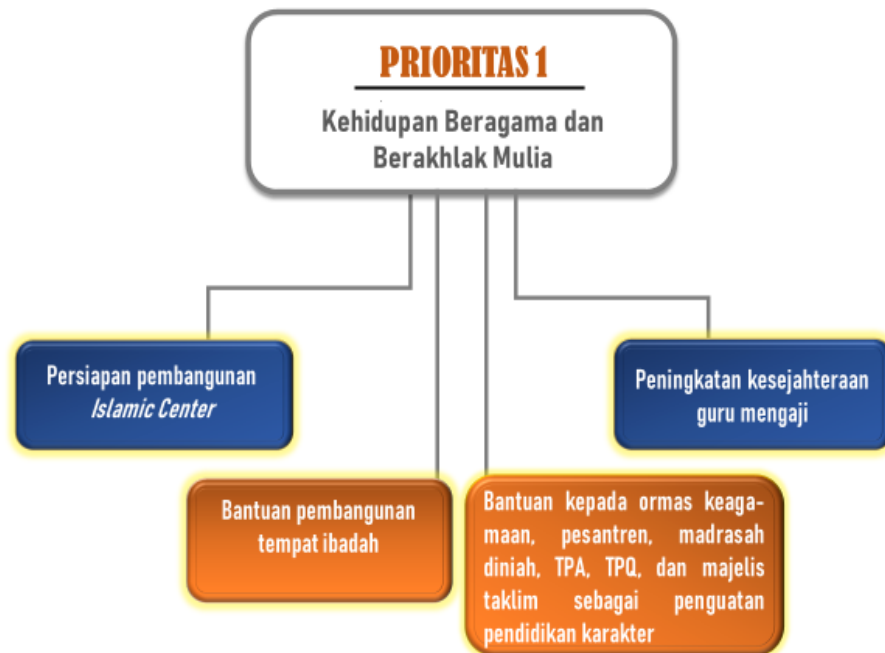 PRIORITAS 1
Kehidupan Beragama dan
Berakhlak Mulia
Persiapan pembangunan
Islamic Center
Peningkatan kesejahteraan
guru mengaji
Bantuan pembangunan
tempat ibadah
Bantuan kepada ormas keaga-
maan, pesantren, madrasah
diniah, TPA, TPQ, dan majelis
taklim sebagai penguatan
pendidikan karakter